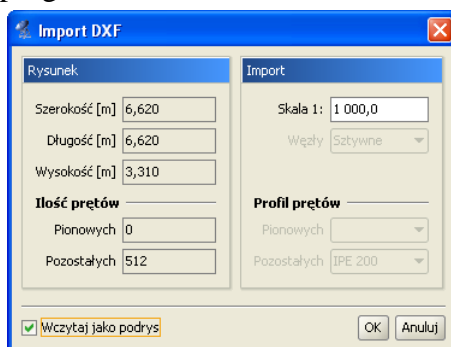 Import DXF
Rysunek
Szerokość [m] 6,620
Długość [m] 6,620
Wysokość [m] 3,310
Ilość prętów
Pionowych 0
Pozostałych 512
Import
Skala 1: 1 000,0
Węzły Sztywne
Profil prętów
Pionowych
Pozostałych IPE 200
Wczytaj jako podrys
OK Anuluj